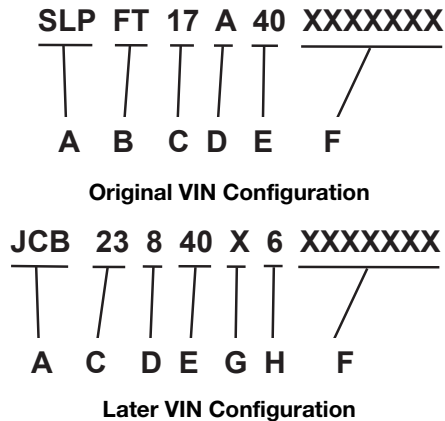 SLP FT 17 A 40 XXXXXXX
A B C D E F
Original VIN Configuration
JCB 23 8 40 X 6 XXXXXXX
A C D E G H F
Later VIN Configuration